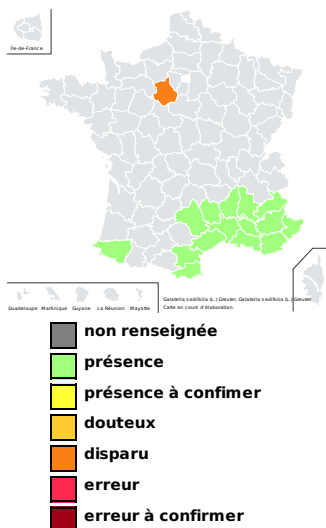 Île-de-France
Guadeloupe Martinique Guyane La Réunion Mayotte
Galatella sedifolia (L.) Greuter, Galatella sedifolia (L.) Greuter
Carte en cours d'élaboration.
non renseignée
présence
présence à confimer
douteux
disparu
erreur
erreur à confirmer